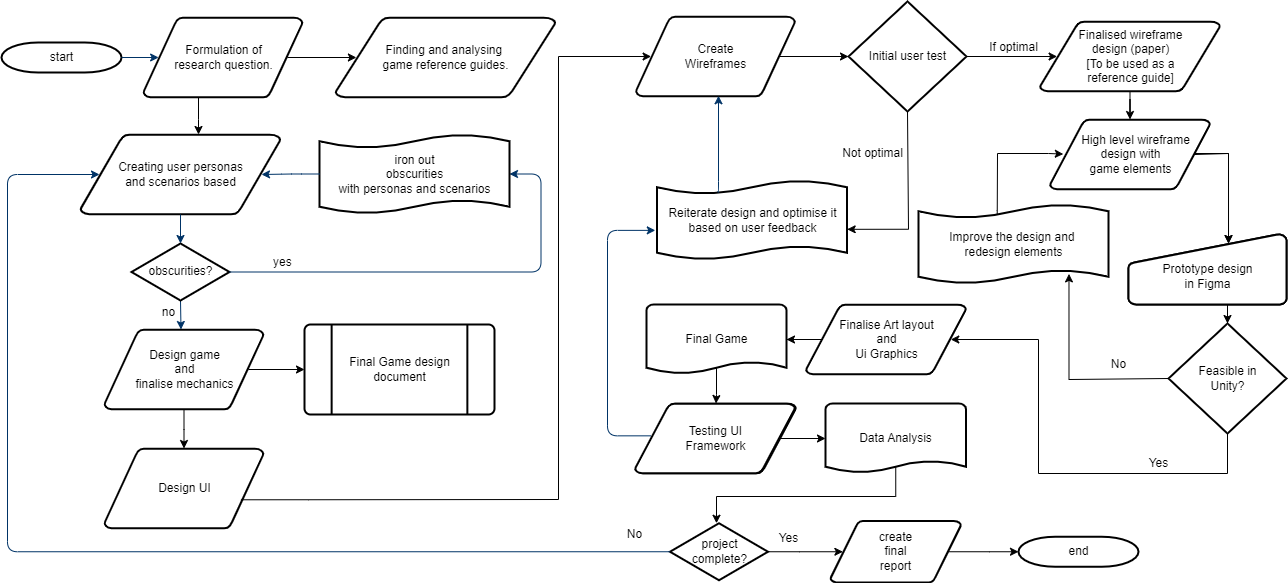 start
Formulation of
research question.
Finding and analysing
game reference guides.
Creating user personas
and scenarios based
iron out
obscurities
with personas and scenarios
obscurities?
yes
no
Design game
and
finalise mechanics
Final Game design
document
Design UI
Create
Wireframes
Initial user test
If optimal
Not optimal
Finalised wireframe
design (paper)
[To be used as a
reference guide]
High level wireframe
design with
game elements
Reiterate design and optimise it
based on user feedback
Improve the design and
redesign elements
Prototype design
in Figma
Feasible in
Unity?
No
Yes
Finalise Art layout
and
Ui Graphics
Final Game
Testing UI
Framework
Data Analysis
project
complete?
No
Yes
create
final
report
end